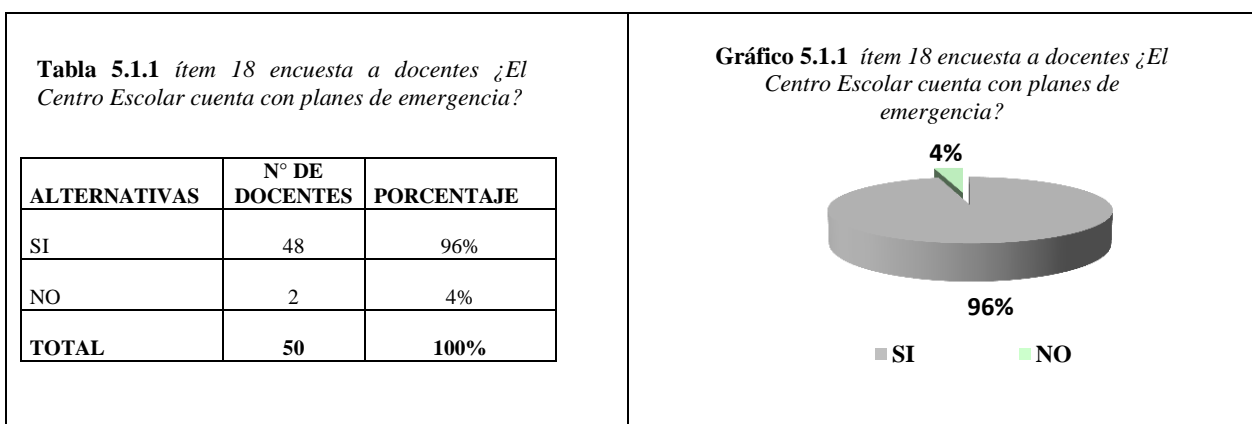 Tabla 5.1.1 ítem 18 encuesta a docentes ¿El
Centro Escolar cuenta con planes de emergencia?
ALTERNATIVAS N° DE DOCENTES PORCENTAJE
SI 48 96%
NO 2 4%
TOTAL 50 100%
Gráfico 5.1.1 ítem 18 encuesta a docentes ¿El
Centro Escolar cuenta con planes de
emergencia?
4%
96%
SI NO